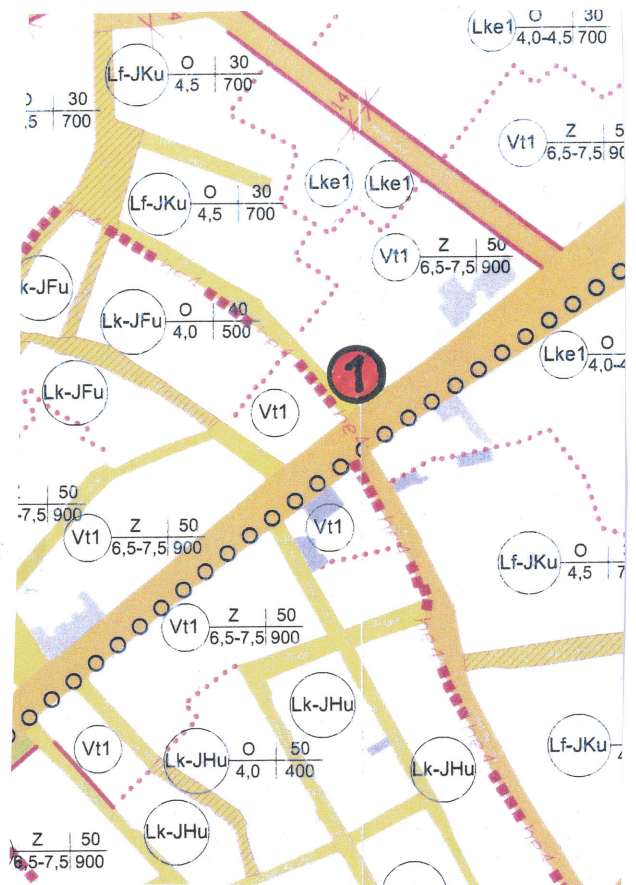 Lke1
O 30
4,0-4,5 700
Lf-JKu
O 30
4,5 700
30
,5 700
14
Vt1
Z
6,5-7,5
Lke1
Lke1
Lf-JKu
O 30
4,5 700
Vt1
Z 50
6,5-7,5 900
k-JFu
Lk-JFu
O 40
4,0 500
Lke1
O
1
Lk-JFu
Vt1
50
-7,5 900
Vt1
Z 50
6,5-7,5 900
Vt1
Lf-JKu
O
4,5
Vt1
Z 50
6,5-7,5 900
Lk-JHu
Vt1
Lk-JHu
O 50
4,0 400
Lk-JHu
Lf-JKu
Lk-JHu
Z 50
6,5-7,5 900